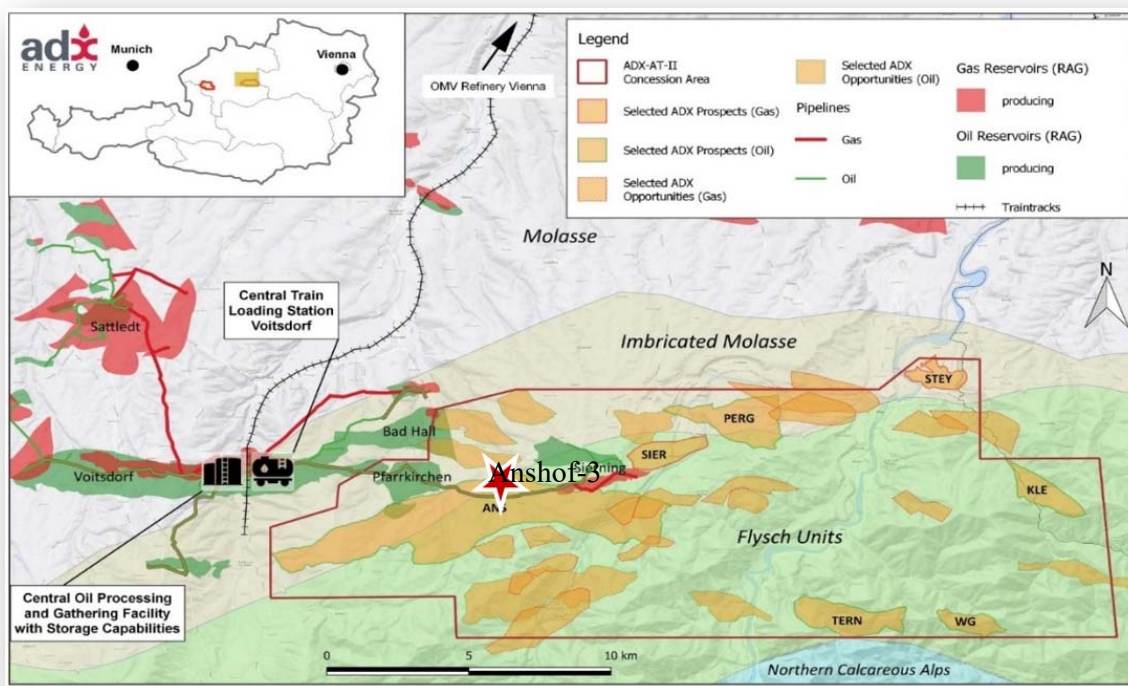 adx
ENERGY
Munich
Vienna
OMV Refinery Vienna
Legend
ADX-AT-II
Concession Area
Selected ADX Prospects (Gas)
Selected ADX Prospects (Oil)
Selected ADX
Opportunities (Gas)
Selected ADX
Opportunities (Oil)
Pipelines
Gas
Oil
Gas Reservoirs (RAG)
producing
Oil Reservoirs (RAG)
producing
Traintracks
Molasse
N
Central Train
Loading Station
Voitsdorf
Sattledt
Imbricated Molasse
STEY
PERG
Bad Hall
SIER
Voitsdorf
Pfarrkirchen
Anshof-3
ANS
KLE
Flysch Units
Central Oil Processing
and Gathering Facility
with Storage Capabilities
TERN
WG
0 5 10 km
Northern Calcareous Alps